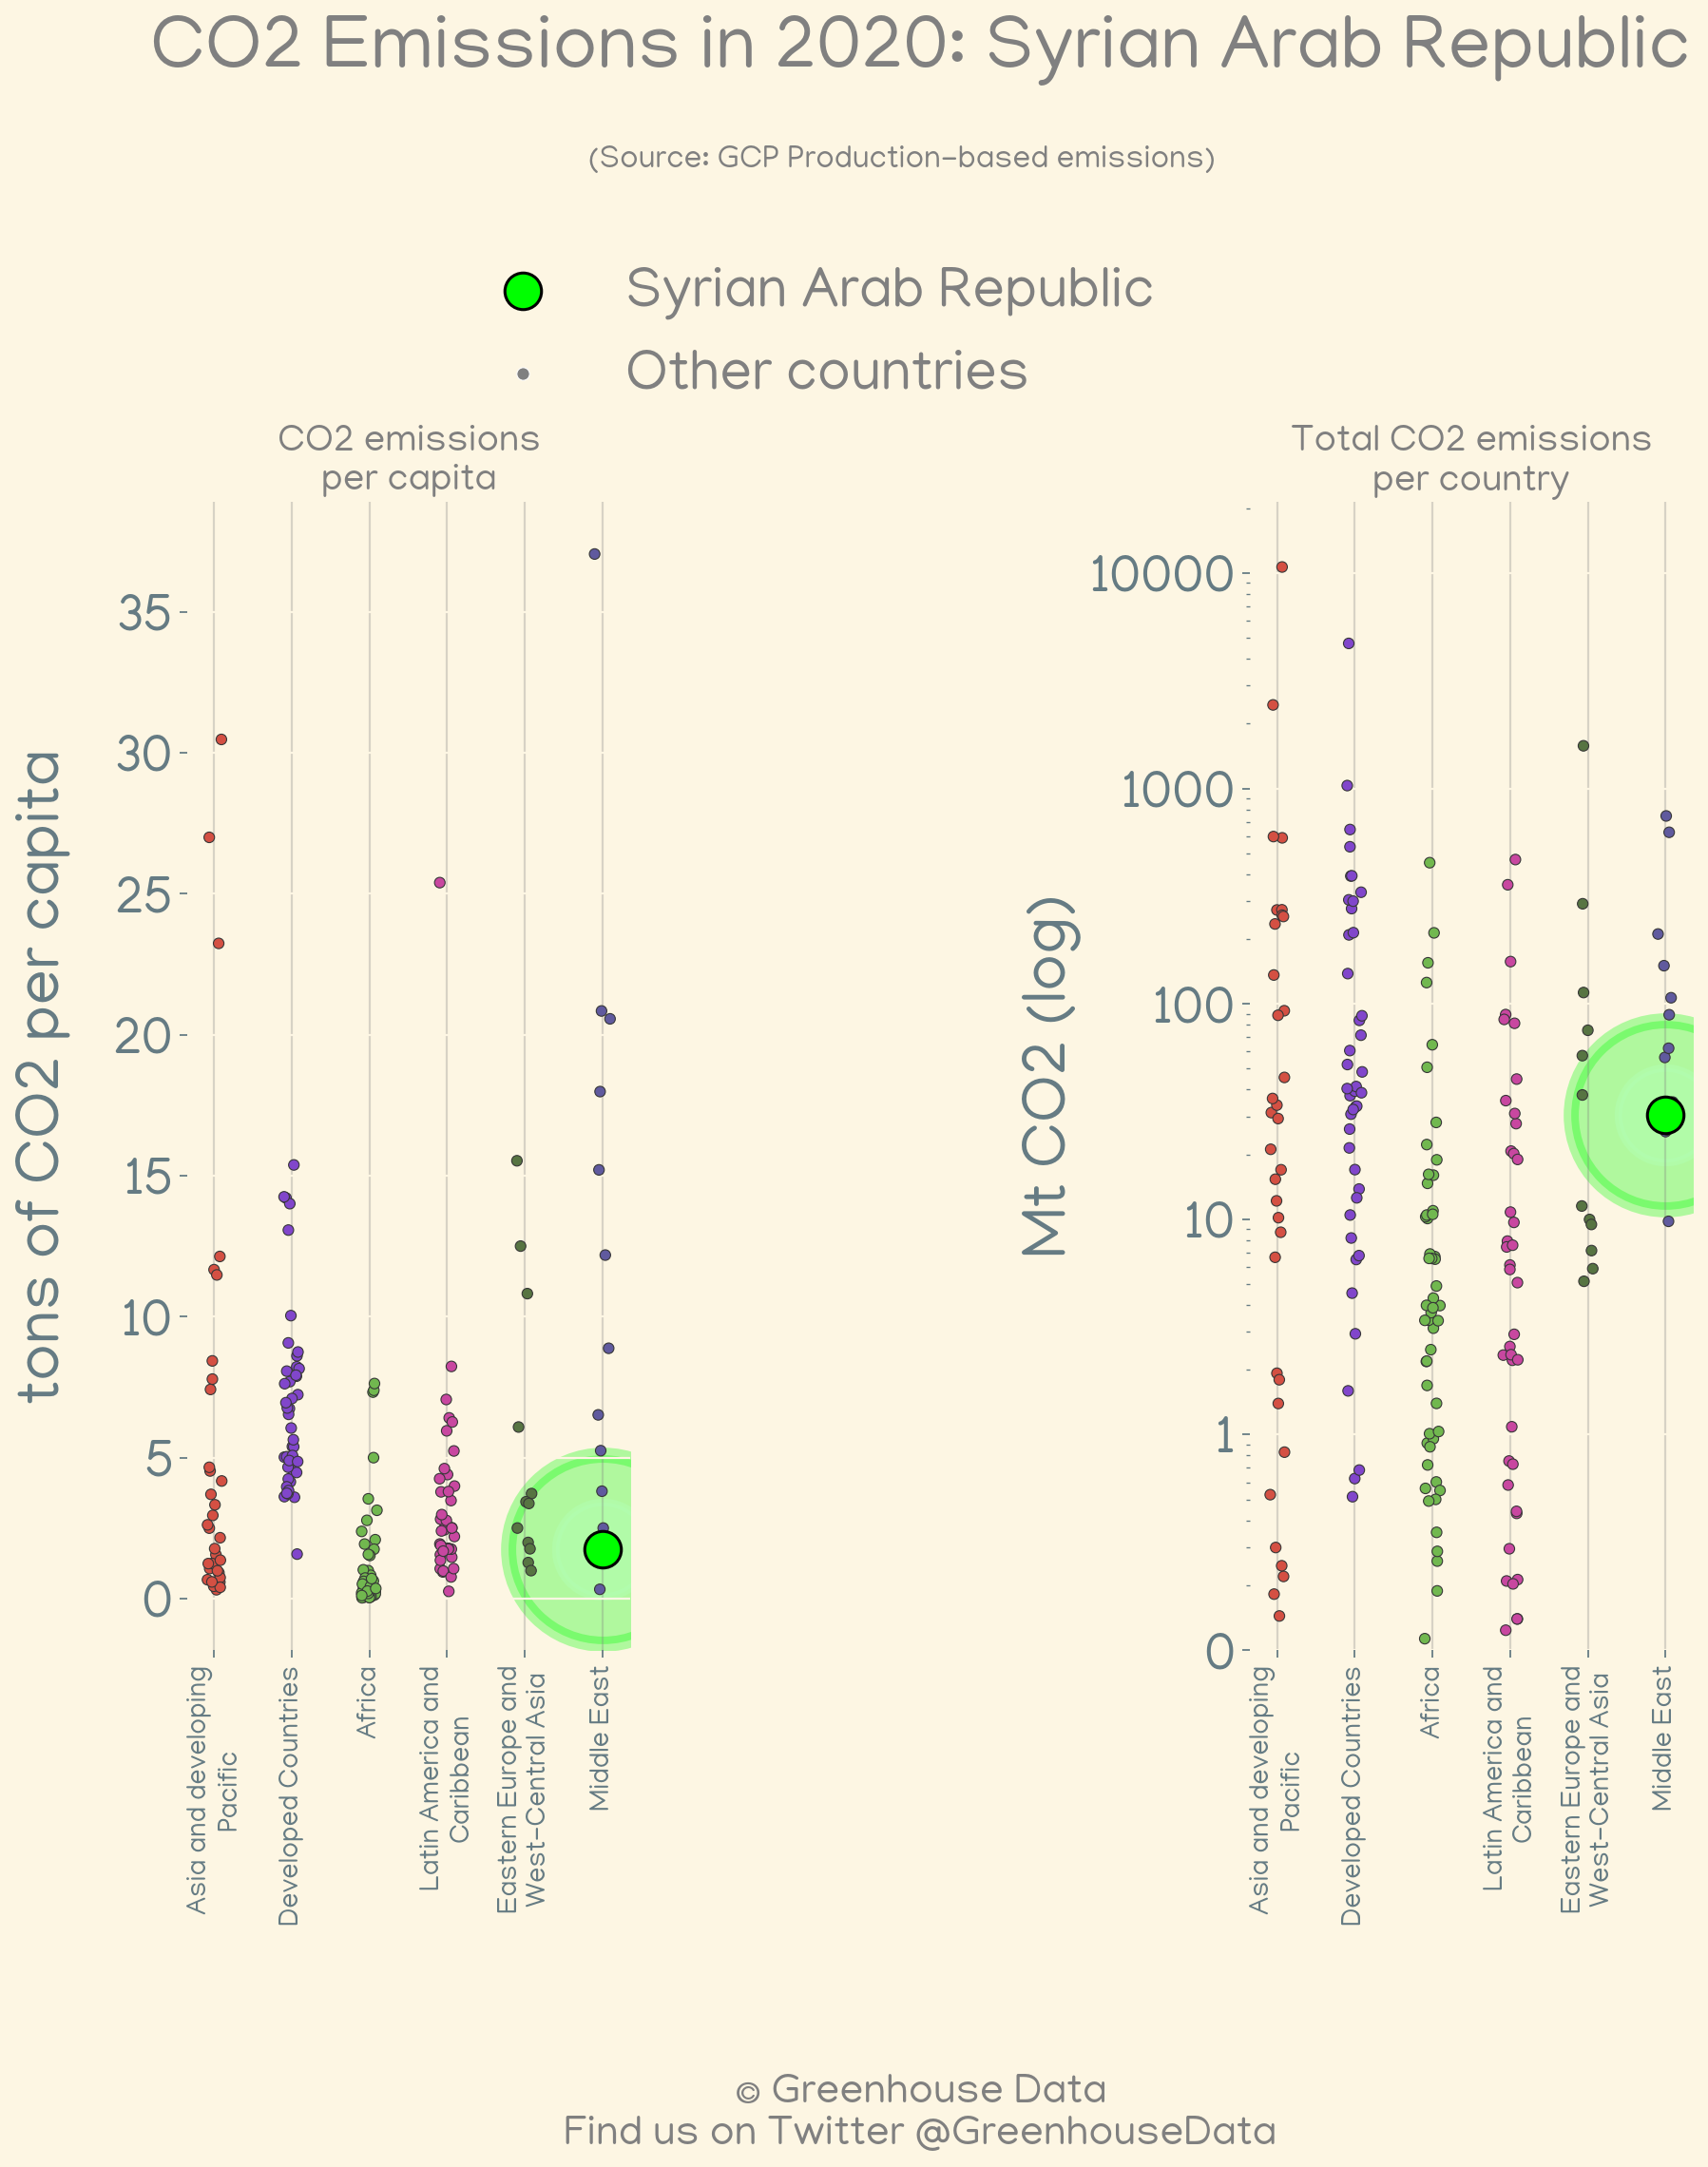 CO2 Emissions in 2020: Syrian Arab Republic
(Source: GCP Production-based emissions)
Syrian Arab Republic
Other countries
CO2 emissions
per capita
tons of CO2 per capita
35
30
25
20
15
10
5
0
Asia and developing
Pacific
Developed Countries
Africa
Latin America and
Caribbean
Eastern Europe and
West-Central Asia
Middle East
Total CO2 emissions
per country
Mt CO2 (log)
10000
1000
100
10
1
0
Asia and developing
Pacific
Developed Countries
Africa
Latin America and
Caribbean
Eastern Europe and
West-Central Asia
Middle East
© Greenhouse Data
Find us on Twitter @GreenhouseData